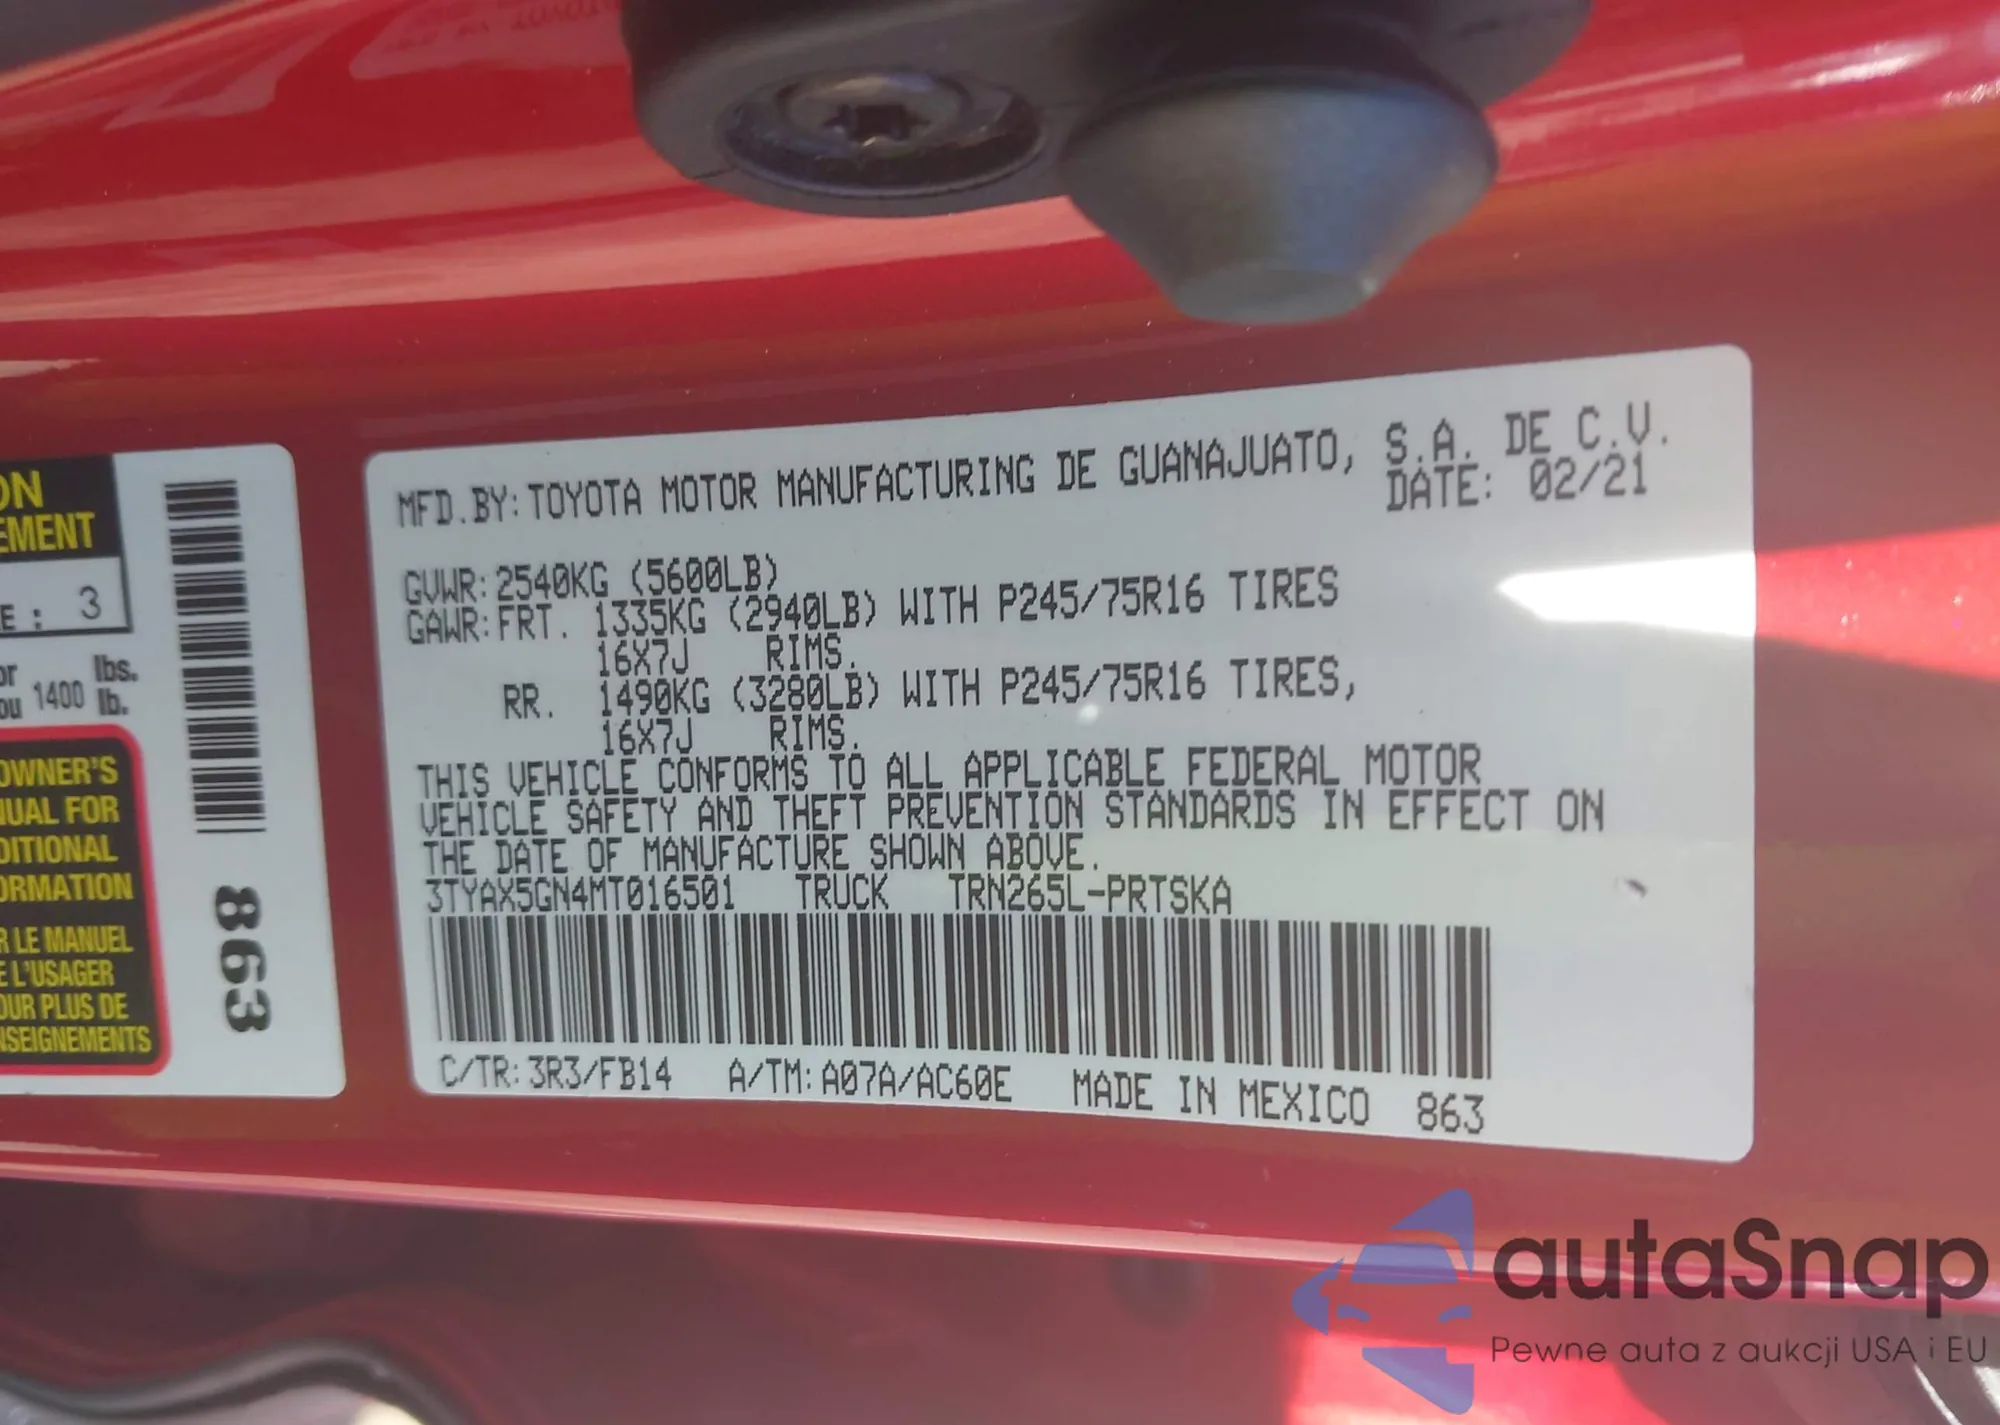 ON
EMENT
E : 3
or lbs.
ou 1400 lb.
OWNER'S
NUAL FOR
DITIONAL
ORMATION
R LE MANUEL
E L'USAGER
OUR PLUS DE
NSEIGNEMENTS
863
MFD.BY: TOYOTA MOTOR MANUFACTURING DE GUANAJUATO, S.A. DE C.V.
DATE: 02/21
GVWR: 2540KG (5600LB)
GAWR: FRT. 1335KG (2940LB) WITH P245/75R16 TIRES
16X7J RIMS.
RR. 1490KG (3280LB) WITH P245/75R16 TIRES,
16X7J RIMS.
THIS VEHICLE CONFORMS TO ALL APPLICABLE FEDERAL MOTOR
VEHICLE SAFETY AND THEFT PREVENTION STANDARDS IN EFFECT ON
THE DATE OF MANUFACTURE SHOWN ABOVE.
3TYAX5GN4MT016501 TRUCK TRN265L-PRTSKA
C/TR: 3R3/FB14 A/TM: A07A/AC60E MADE IN MEXICO 863
autaSnap
Pewne auta z aukcji USA i EU